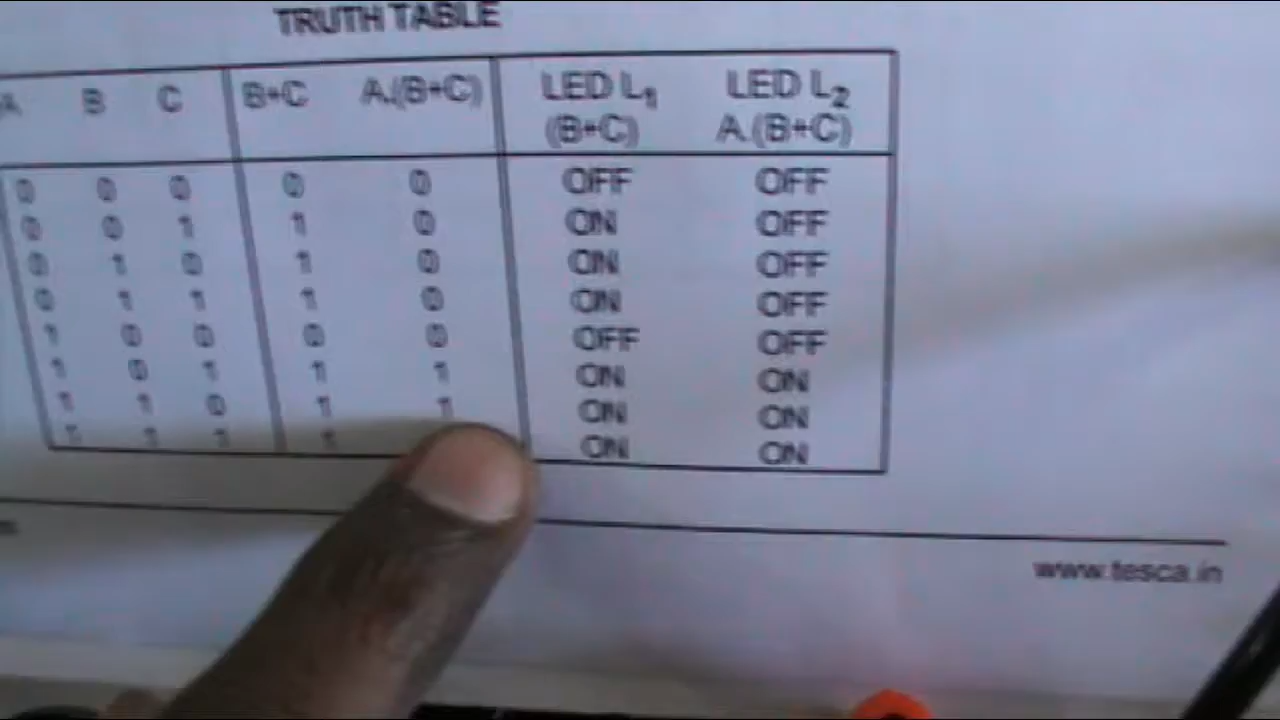 TRUTH TABLE
A B C B+C A.(B+C) LED L1 (B+C) LED L2 A.(B+C)
0 0 0 0 0 OFF OFF
0 0 1 1 0 ON OFF
0 1 0 1 0 ON OFF
0 1 1 1 0 ON OFF
1 0 0 0 0 OFF OFF
1 0 1 1 1 ON ON
1 1 0 1 1 ON ON
1 1 1 1 ON ON
www.tesca.in